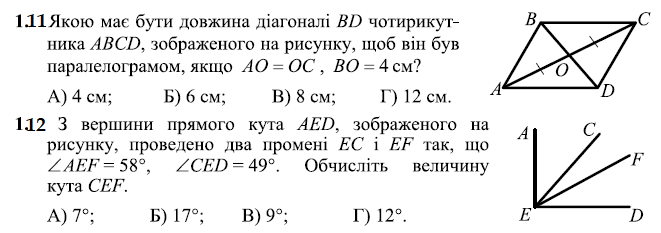 1.11 Якою має бути довжина діагоналі BD чотирикут-
ника ABCD, зображеного на рисунку, щоб він був
паралелограмом, якщо AO = OC , BO = 4 см?
А) 4 см; Б) 6 см; В) 8 см; Г) 12 см.
B C
O
A D
1.12 З вершини прямого кута AED, зображеного на
рисунку, проведено два промені EC і EF так, що
∠AEF = 58°, ∠CED = 49°. Обчисліть величину
кута CEF.
А) 7°; Б) 17°; В) 9°; Г) 12°.
A C
F
E D